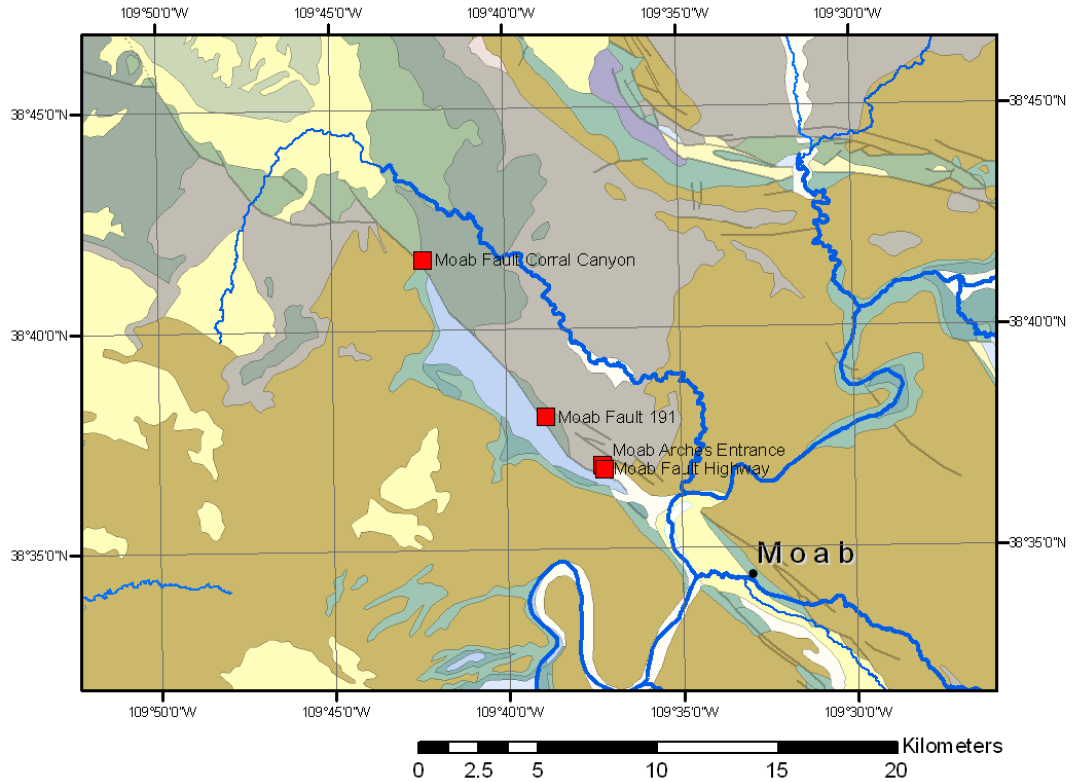 109°50'0"W 109°45'0"W 109°40'0"W 109°35'0"W 109°30'0"W
38°45'0"N 38°45'0"N
Moab Fault Corral Canyon
38°40'0"N 38°40'0"N
Moab Fault 191
Moab Arches Entrance
Moab Fault Highway
38°35'0"N 38°35'0"N
Moab
109°50'0"W 109°45'0"W 109°40'0"W 109°35'0"W 109°30'0"W
Kilometers
0 2.5 5 10 15 20